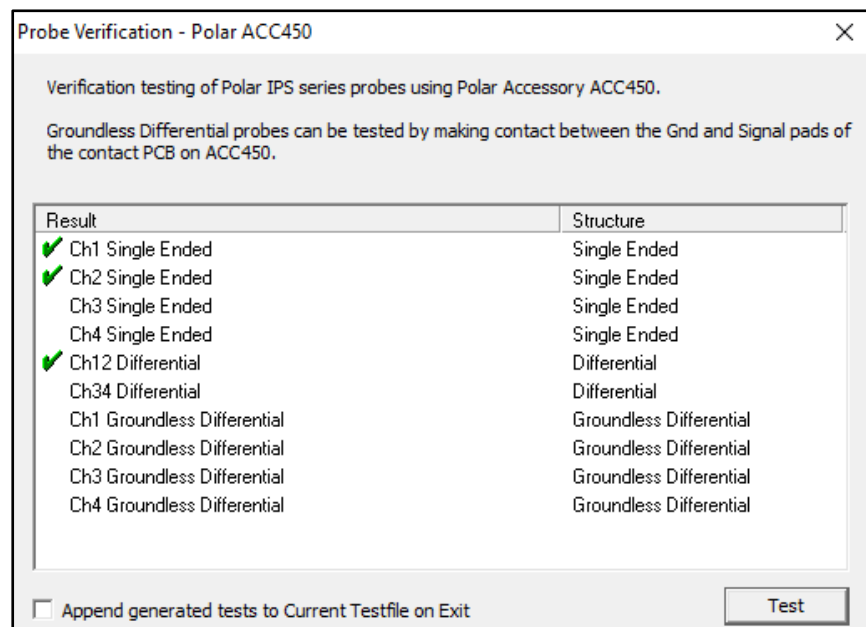 Probe Verification - Polar ACC450
Verification testing of Polar IPS series probes using Polar Accessory ACC450.
Groundless Differential probes can be tested by making contact between the Gnd and Signal pads of
the contact PCB on ACC450.
Result Structure
Ch1 Single Ended Single Ended
Ch2 Single Ended Single Ended
Ch3 Single Ended Single Ended
Ch4 Single Ended Single Ended
Ch12 Differential Differential
Ch34 Differential Differential
Ch1 Groundless Differential Groundless Differential
Ch2 Groundless Differential Groundless Differential
Ch3 Groundless Differential Groundless Differential
Ch4 Groundless Differential Groundless Differential
Append generated tests to Current Testfile on Exit Test